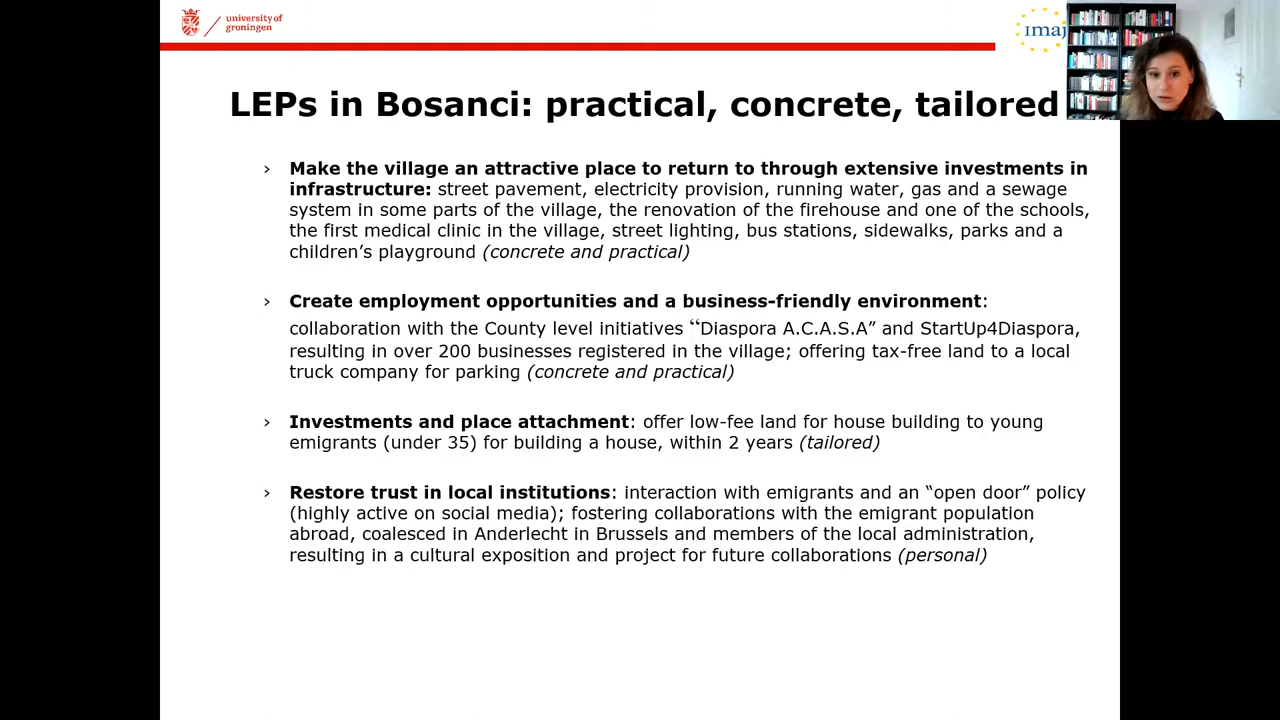 university of
groningen
imaj
LEPs in Bosanci: practical, concrete, tailored
› Make the village an attractive place to return to through extensive investments in
infrastructure: street pavement, electricity provision, running water, gas and a sewage
system in some parts of the village, the renovation of the firehouse and one of the schools,
the first medical clinic in the village, street lighting, bus stations, sidewalks, parks and a
children’s playground (concrete and practical)
› Create employment opportunities and a business-friendly environment:
collaboration with the County level initiatives “Diaspora A.C.A.S.A” and StartUp4Diaspora,
resulting in over 200 businesses registered in the village; offering tax-free land to a local
truck company for parking (concrete and practical)
› Investments and place attachment: offer low-fee land for house building to young
emigrants (under 35) for building a house, within 2 years (tailored)
› Restore trust in local institutions: interaction with emigrants and an “open door” policy
(highly active on social media); fostering collaborations with the emigrant population
abroad, coalesced in Anderlecht in Brussels and members of the local administration,
resulting in a cultural exposition and project for future collaborations (personal)